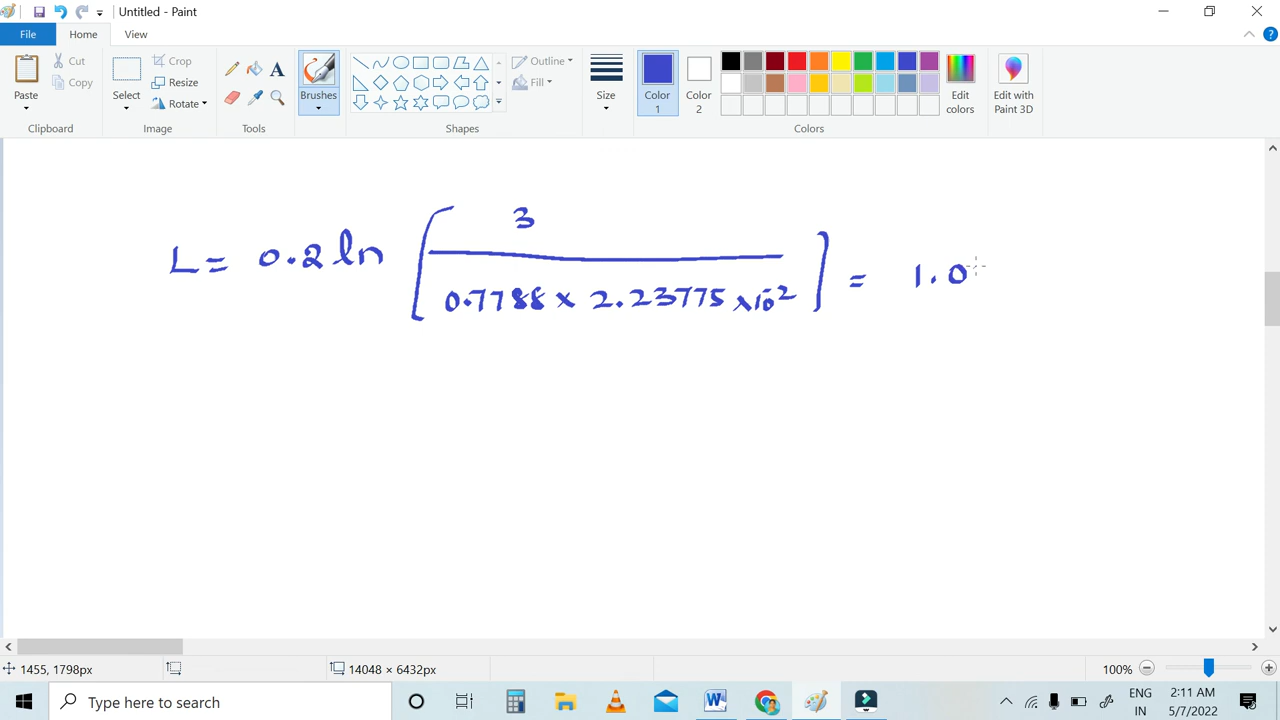 Untitled - Paint
File Home View
Paste
Cut
Copy
Clipboard
Select
Crop
Resize
Rotate
Image
A
Tools
Brushes
Outline
Fill
Shapes
Size
Color 1
Color 2
Edit colors
Edit with Paint 3D
Colors
L = 0.2 ln [ 3 / 0.7788 × 2.23775 × 10⁻² ] = 1.0
1455, 1798px
14048 × 6432px
100%
Type here to search
ENG
IN
2:11 AM
5/7/2022